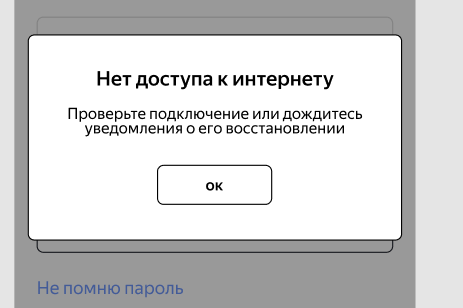 Нет доступа к интернету
Проверьте подключение или дождитесь
уведомления о его восстановлении
ок
Не помню пароль